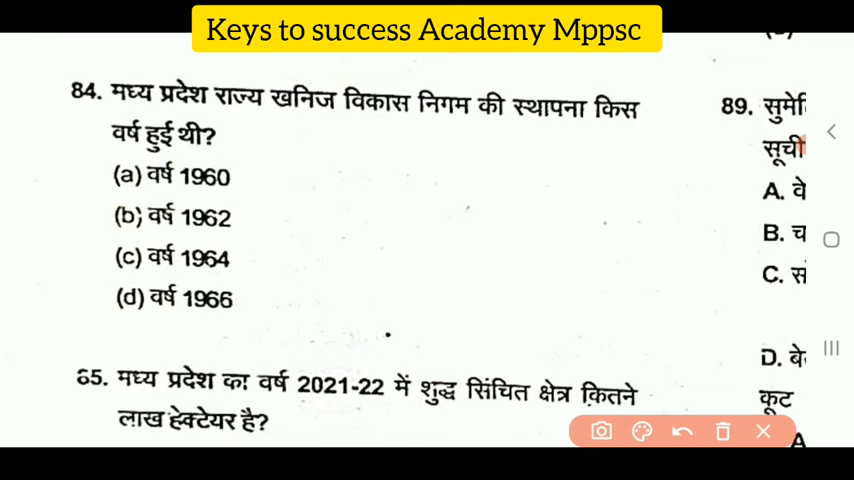 Keys to success Academy Mppsc
84. मध्य प्रदेश राज्य खनिज विकास निगम की स्थापना किस
वर्ष हुई थी?
(a) वर्ष 1960
(b) वर्ष 1962
(c) वर्ष 1964
(d) वर्ष 1966
65. मध्य प्रदेश का वर्ष 2021-22 में शुद्ध सिंचित क्षेत्र कितने
लाख हेक्टेयर है?
89. सुमे
सूची
A. वे
B. च
C. सं
D. बे
कूट
A